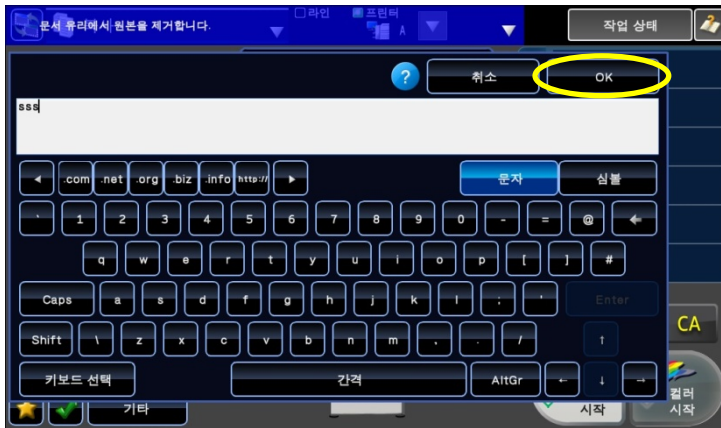 문서 유리에서 원본을 제거합니다.
라인 프린터
A
작업 상태
? 취소 OK
sss
.com .net .org .biz .info http:// 문자 심볼
` 1 2 3 4 5 6 7 8 9 0 - = @ ←
q w e r t y u i o p [ ] #
Caps a s d f g h j k l ; ' Enter
Shift \ z x c v b n m , . / ↑
키보드 선택 간격 AltGr ← ↓ →
CA
기타
시작
컬러
시작